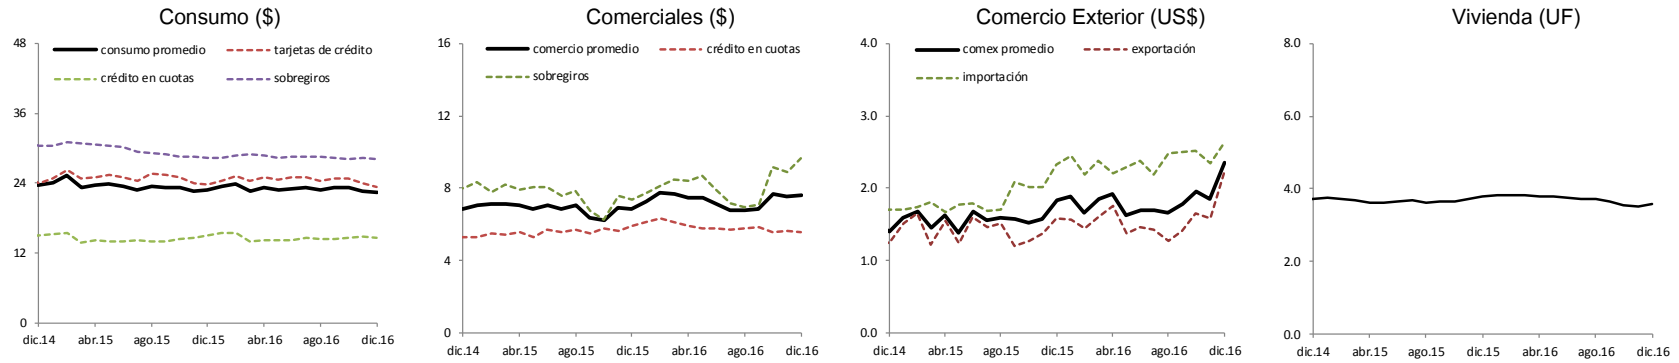 Consumo ($)
48
36
24
12
0
consumo promedio
tarjetas de crédito
crédito en cuotas
sobregiros
dic.14
abr.15
ago.15
dic.15
abr.16
ago.16
dic.16
Comerciales ($)
16
12
8
4
0
comercio promedio
crédito en cuotas
sobregiros
dic.14
abr.15
ago.15
dic.15
abr.16
ago.16
dic.16
Comercio Exterior (US$)
4.0
3.0
2.0
1.0
0.0
comex promedio
exportación
importación
dic.14
abr.15
ago.15
dic.15
abr.16
ago.16
dic.16
Vivienda (UF)
8.0
6.0
4.0
2.0
0.0
dic.14
abr.15
ago.15
dic.15
abr.16
ago.16
dic.16